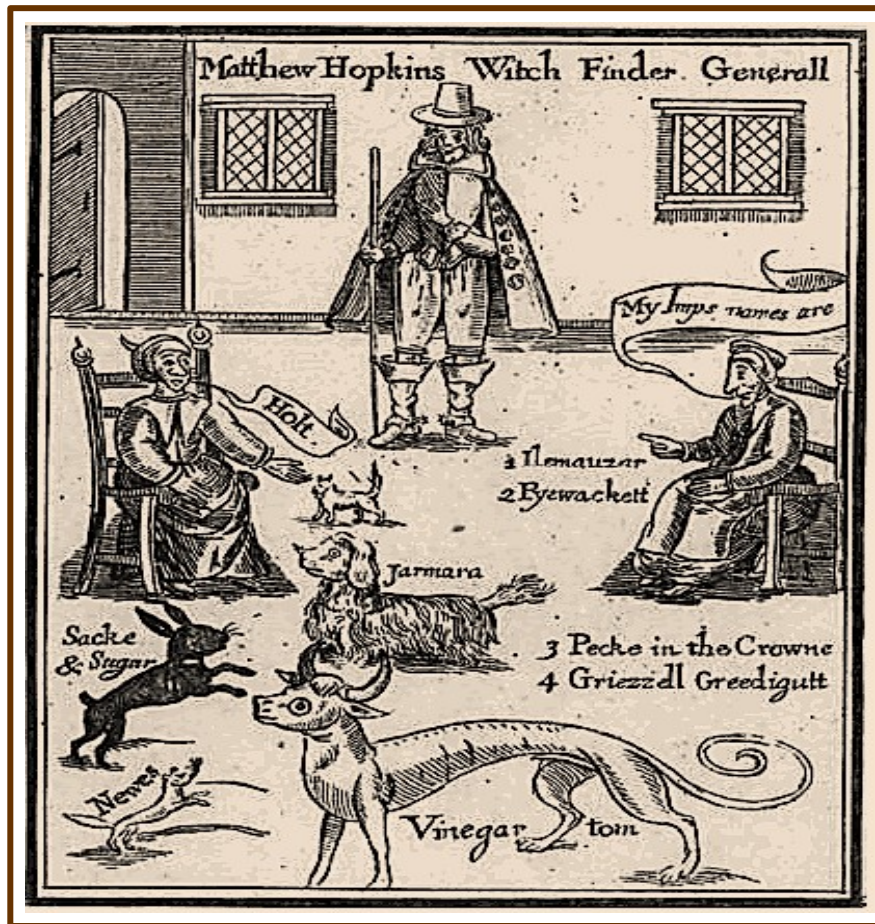 Matthew Hopkins Witch Finder. Generall
My Imps names are
Holt.
1 Ilemauzar
2 Pyewackett
Jarmara
Sacke
& Sugar
3 Pecke in the Crowne
4 Griezzell Greedigutt
Newes
Vinegar tom